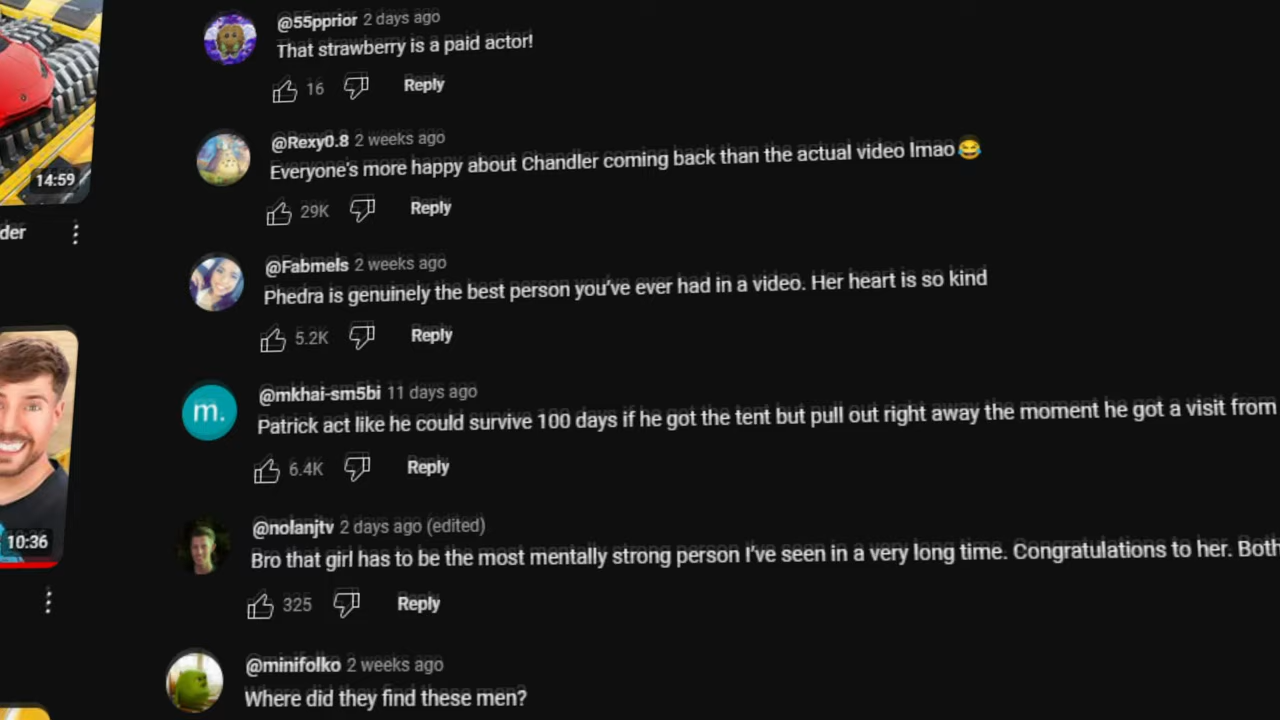 @55pprior 2 days ago
That strawberry is a paid actor!
16 Reply
@Rexy0.8 2 weeks ago
Everyone's more happy about Chandler coming back than the actual video lmao😂
29K Reply
14:59
der
@Fabmels 2 weeks ago
Phedra is genuinely the best person you've ever had in a video. Her heart is so kind
5.2K Reply
m.
@mkhai-sm5bi 11 days ago
Patrick act like he could survive 100 days if he got the tent but pull out right away the moment he got a visit from
6.4K Reply
@nolanjtv 2 days ago (edited)
Bro that girl has to be the most mentally strong person I've seen in a very long time. Congratulations to her. Both
10:36
325 Reply
@minifolko 2 weeks ago
Where did they find these men?